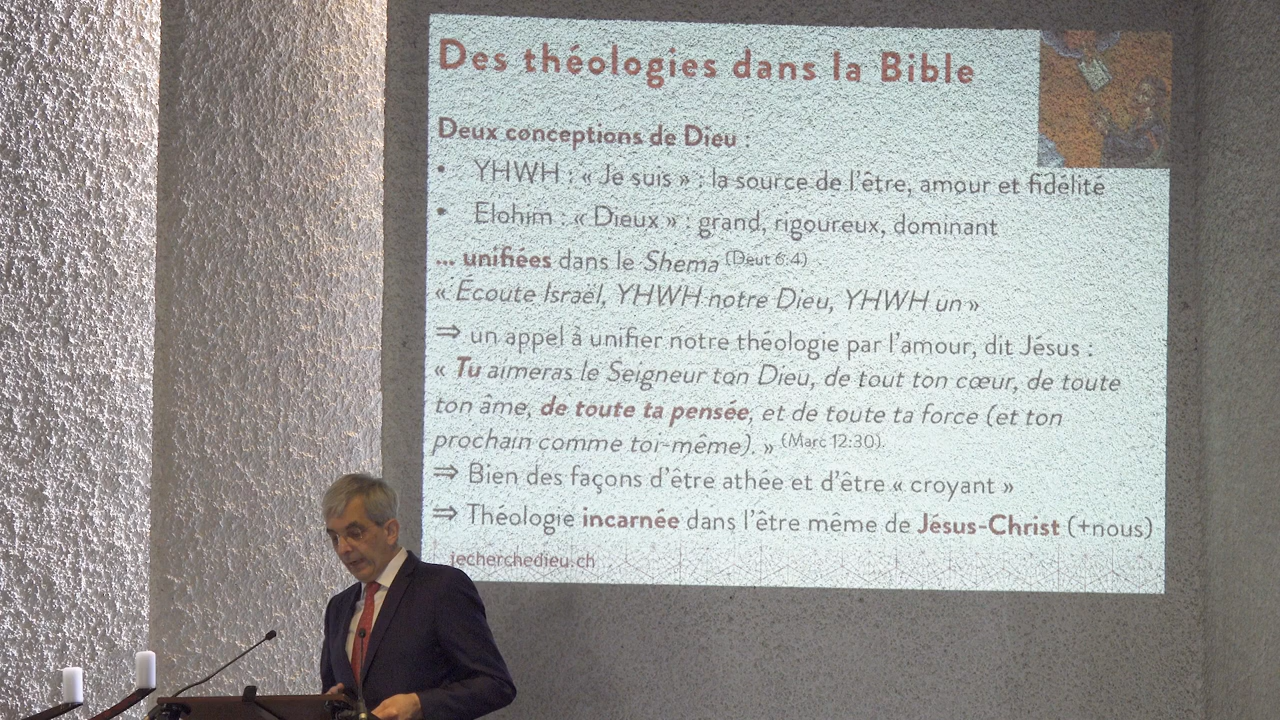 Des théologies dans la Bible
Deux conceptions de Dieu :
• YHWH : « Je suis » : la source de l'être, amour et fidélité
• Elohim : « Dieux » : grand, rigoureux, dominant
... unifiées dans le Shema (Deut 6:4)
« Écoute Israël, YHWH notre Dieu, YHWH un »
⇒ un appel à unifier notre théologie par l'amour, dit Jésus :
« Tu aimeras le Seigneur ton Dieu, de tout ton cœur, de toute
ton âme, de toute ta pensée, et de toute ta force (et ton
prochain comme toi-même). » (Marc 12:30).
⇒ Bien des façons d'être athée et d'être « croyant »
⇒ Théologie incarnée dans l'être même de Jésus-Christ (+nous)
jecherchedieu.ch